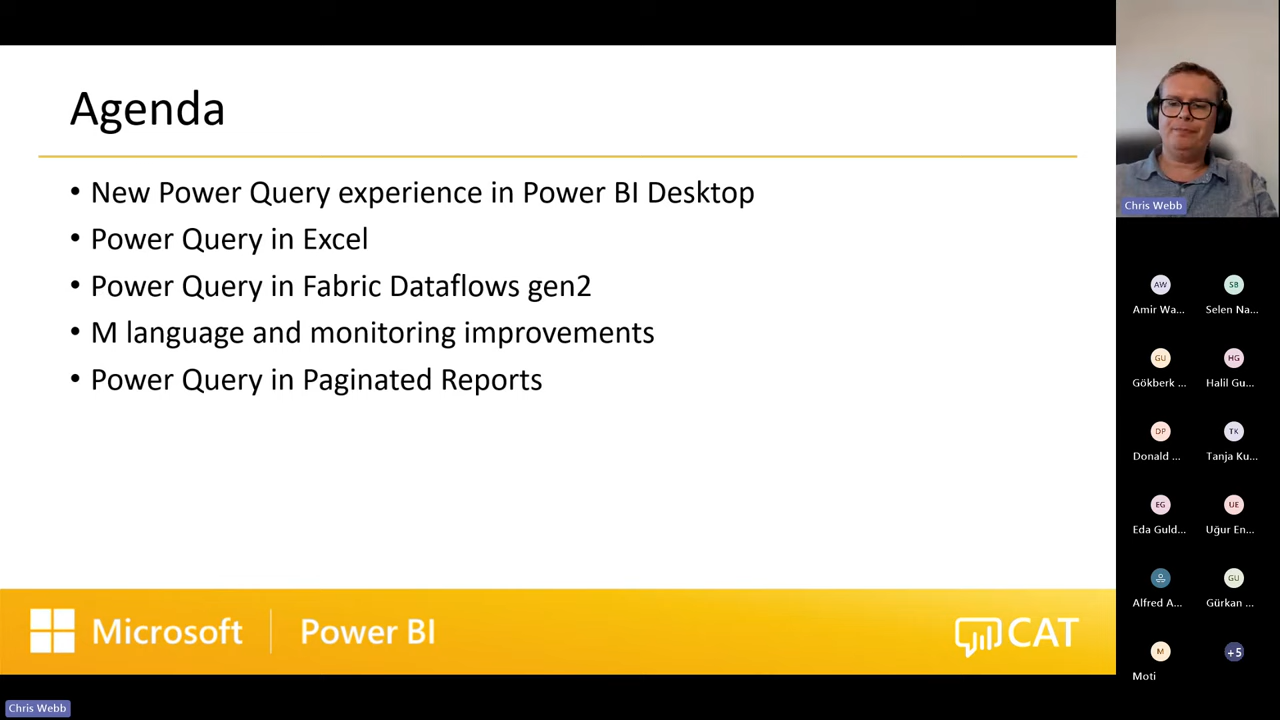 Agenda
• New Power Query experience in Power BI Desktop
• Power Query in Excel
• Power Query in Fabric Dataflows gen2
• M language and monitoring improvements
• Power Query in Paginated Reports
Microsoft | Power BI
CAT
Chris Webb
AW
SB
Amir Wa...
Selen Na...
GU
HG
Gökberk ...
Halil Gu...
DP
TK
Donald ...
Tanja Ku...
EG
UE
Eda Guld...
Uğur En...
GU
Alfred A...
Gürkan ...
M
+5
Moti
Chris Webb